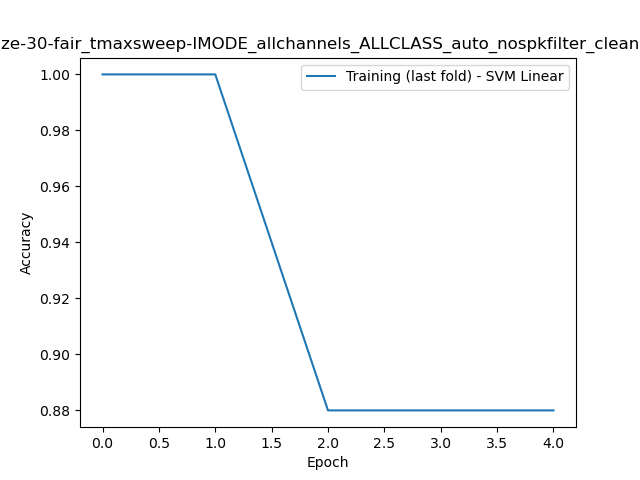 ze-30-fair_tmaxsweep-IMODE_allchannels_ALLCLASS_auto_nospkfilter_clean
Training (last fold) - SVM Linear
1.00
0.98
0.96
0.94
0.92
0.90
0.88
Accuracy
0.0 0.5 1.0 1.5 2.0 2.5 3.0 3.5 4.0
Epoch